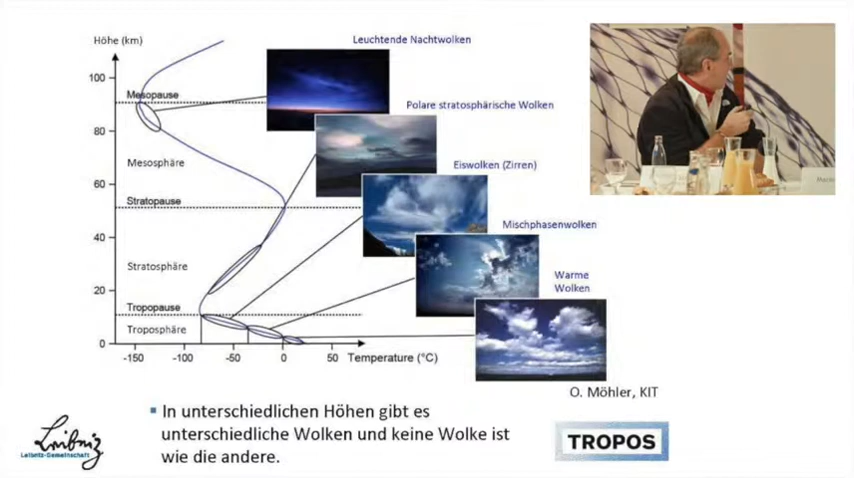 Höhe (km)
Leuchtende Nachtwolken
100
Mesopause
Polare stratosphärische Wolken
80
Mesosphäre
Eiswolken (Zirren)
60
Stratopause
Mischphasenwolken
40
Stratosphäre
Warme
Wolken
20
Tropopause
Troposphäre
0
-150 -100 -50 0 50 Temperature (°C)
O. Möhler, KIT
In unterschiedlichen Höhen gibt es
unterschiedliche Wolken und keine Wolke ist
wie die andere.
Leibniz
Leibniz-Gemeinschaft
TROPOS